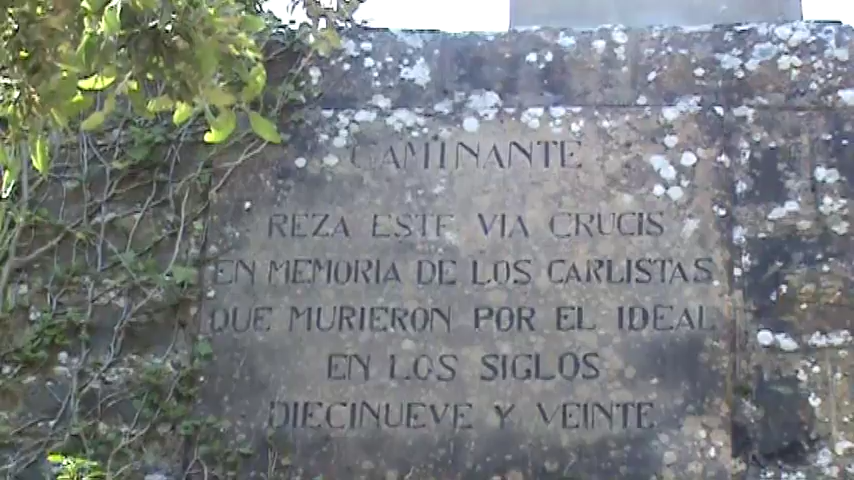 CAMINANTE
REZA ESTE VIA CRUCIS
EN MEMORIA DE LOS CARLISTAS
QUE MURIERON POR EL IDEAL
EN LOS SIGLOS
DIECINUEVE Y VEINTE